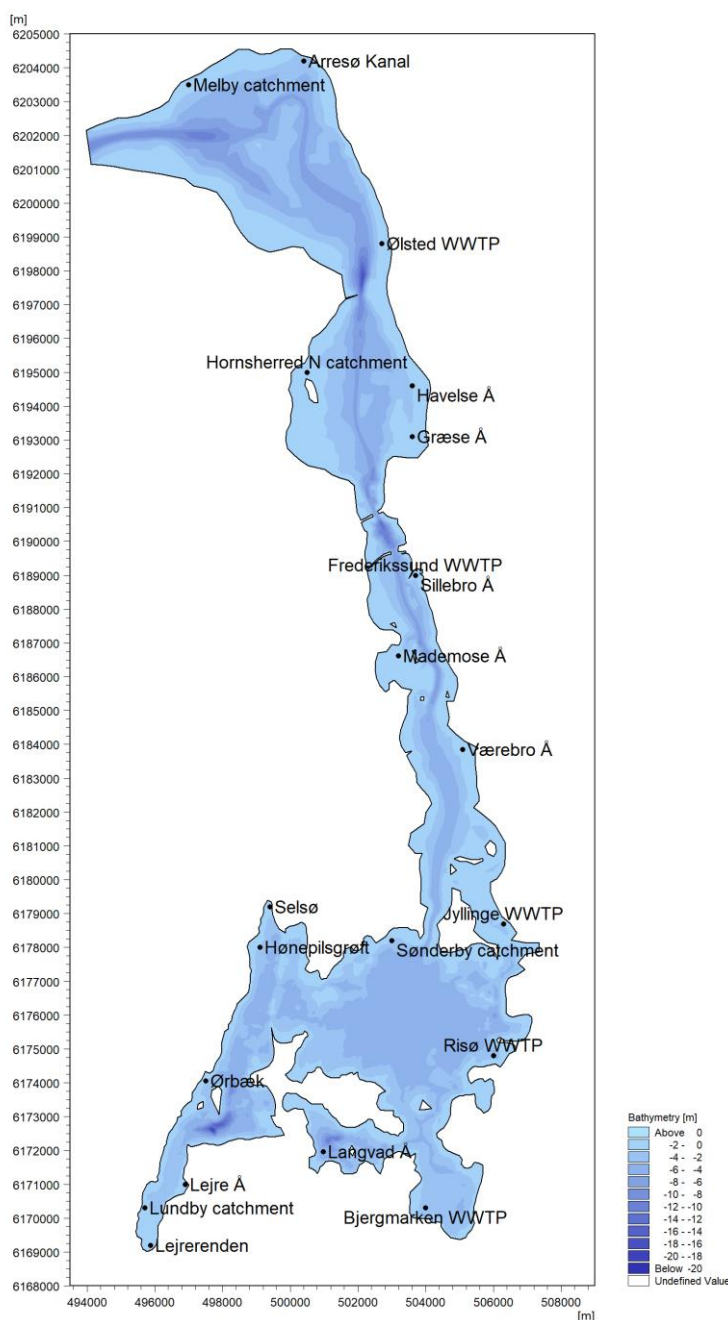 [m]
6205000
6204000
6203000
6202000
6201000
6200000
6199000
6198000
6197000
6196000
6195000
6194000
6193000
6192000
6191000
6190000
6189000
6188000
6187000
6186000
6185000
6184000
6183000
6182000
6181000
6180000
6179000
6178000
6177000
6176000
6175000
6174000
6173000
6172000
6171000
6170000
6169000
6168000
Arresø Kanal
Melby catchment
Ølsted WWTP
Hornsherred N catchment
Havelse Å
Græse Å
Frederikssund WWTP
Sillebro Å
Mademose Å
Værebro Å
Selsø
Jyllinge WWTP
Hønepilsgrøft
Sønderby catchment
Risø WWTP
Ørbæk
Langvad Å
Lejre Å
Lundby catchment
Bjergmarken WWTP
Lejrerenden
494000 496000 498000 500000 502000 504000 506000 508000
[m]
Bathymetry [m]
Above 0
-2 - 0
-4 - -2
-6 - -4
-8 - -6
-10 - -8
-12 - -10
-14 - -12
-16 - -14
-18 - -16
-20 - -18
Below -20
Undefined Value